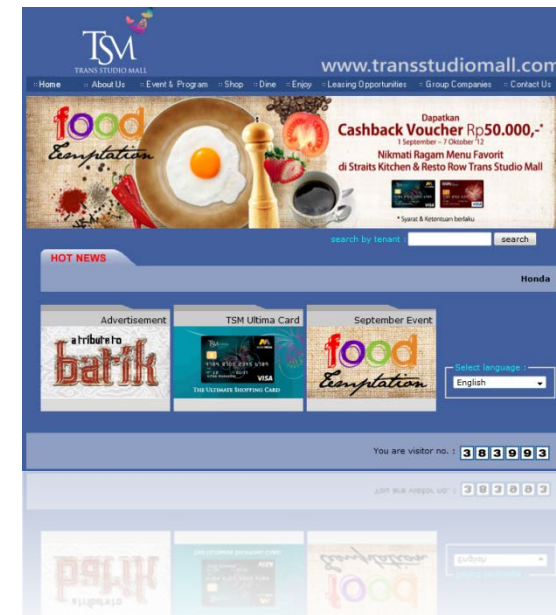 TSM
TRANS STUDIO MALL
www.transstudiomall.com
:: Home :: About Us :: Event & Program :: Shop :: Dine :: Enjoy :: Leasing Opportunities :: Group Companies :: Contact Us
food
Temptation
Dapatkan
Cashback Voucher Rp50.000,-*
1 September - 7 Oktober '12
Nikmati Ragam Menu Favorit
di Straits Kitchen & Resto Row Trans Studio Mall
VISA
* Syarat & Ketentuan berlaku
search by tenant :
search
HOT NEWS
Honda
Advertisement
a tribute to
batik
TSM Ultima Card
VISA
THE ULTIMATE SHOPPING CARD
September Event
food
Temptation
Select language :
English
You are visitor no. : 383993